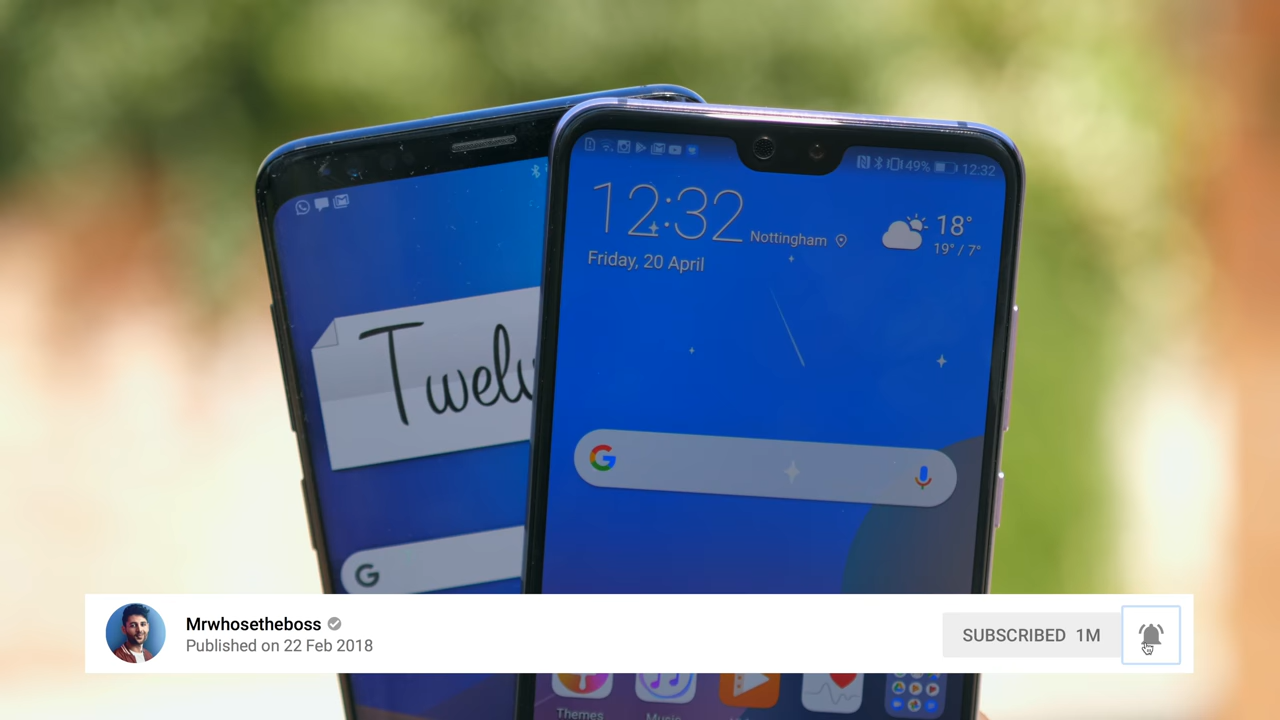 49% 12:32
12:32
Nottingham
18°
19° / 7°
Friday, 20 April
Twelv
G
G
Mrwhosetheboss
Published on 22 Feb 2018
SUBSCRIBED 1M
Themes
Music